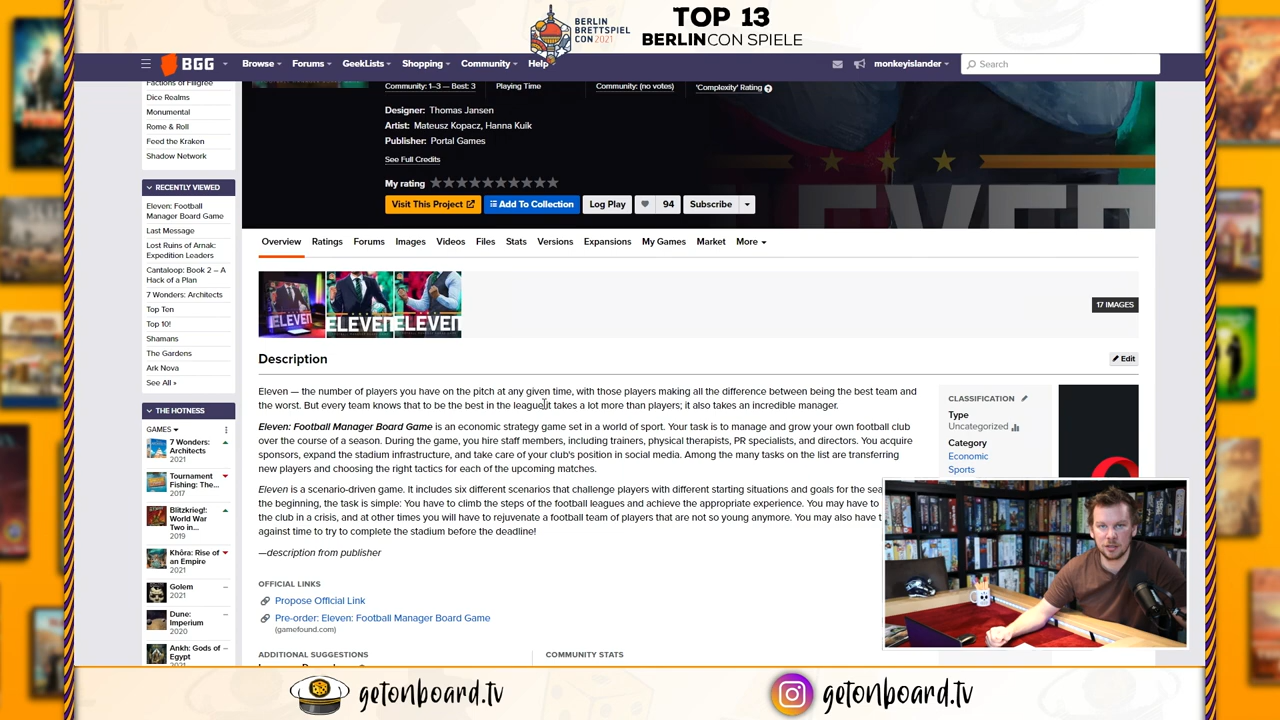 BERLIN
BRETTSPIEL
CON 2021
TOP 13
BERLINCON SPIELE
BGG
Browse
Forums
GeekLists
Shopping
Community
Help
monkeyislander
Search
Factions of Filigree
Dice Realms
Monumental
Rome & Roll
Feed the Kraken
Shadow Network
RECENTLY VIEWED
Eleven: Football
Manager Board Game
Last Message
Lost Ruins of Arnak:
Expedition Leaders
Cantaloop: Book 2 – A
Hack of a Plan
7 Wonders: Architects
Top Ten
Top 10!
Shamans
The Gardens
Ark Nova
See All »
THE HOTNESS
GAMES
7 Wonders:
Architects
2021
Tournament
Fishing: The...
2017
Blitzkrieg!:
World War
Two in...
2019
Khôra: Rise of
an Empire
2021
Golem
2021
Dune:
Imperium
2020
Ankh: Gods of
Egypt
2021
Community: 1–3 — Best: 3
Playing Time
Community: (no votes)
'Complexity' Rating ?
Designer: Thomas Jansen
Artist: Mateusz Kopacz, Hanna Kuik
Publisher: Portal Games
See Full Credits
My rating
Visit This Project
Add To Collection
Log Play
94
Subscribe
ELEVEN
Overview
Ratings
Forums
Images
Videos
Files
Stats
Versions
Expansions
My Games
Market
More
ELEVEN
ELEVEN
ELEVEN
17 IMAGES
Description
Edit
Eleven — the number of players you have on the pitch at any given time, with those players making all the difference between being the best team and
the worst. But every team knows that to be the best in the league it takes a lot more than players; it also takes an incredible manager.
Eleven: Football Manager Board Game is an economic strategy game set in a world of sport. Your task is to manage and grow your own football club
over the course of a season. During the game, you hire staff members, including trainers, physical therapists, PR specialists, and directors. You acquire
sponsors, expand the stadium infrastructure, and take care of your club's position in social media. Among the many tasks on the list are transferring
new players and choosing the right tactics for each of the upcoming matches.
Eleven is a scenario-driven game. It includes six different scenarios that challenge players with different starting situations and goals for the sea
the beginning, the task is simple: You have to climb the steps of the football leagues and achieve the appropriate experience. You may have to
the club in a crisis, and at other times you will have to rejuvenate a football team of players that are not so young anymore. You may also have t
against time to try to complete the stadium before the deadline!
—description from publisher
OFFICIAL LINKS
Propose Official Link
Pre-order: Eleven: Football Manager Board Game
(gamefound.com)
ADDITIONAL SUGGESTIONS
COMMUNITY STATS
CLASSIFICATION
Type
Uncategorized
Category
Economic
Sports
getonboard.tv
getonboard.tv